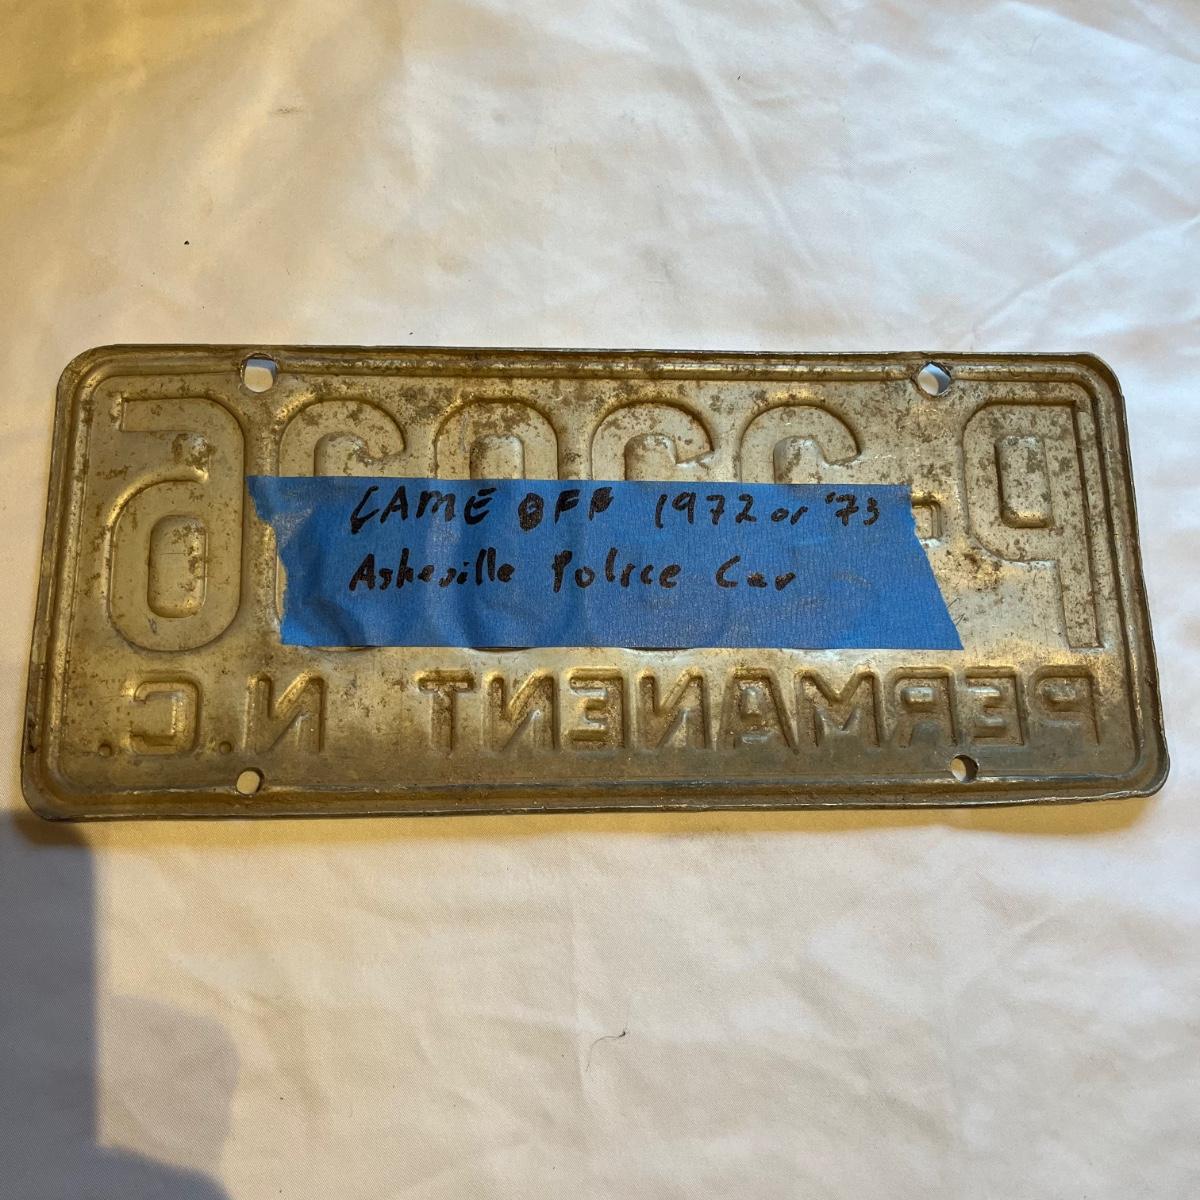 CAME OFF 1972 or '73
Asheville Police Car
PERMANENT N.C.